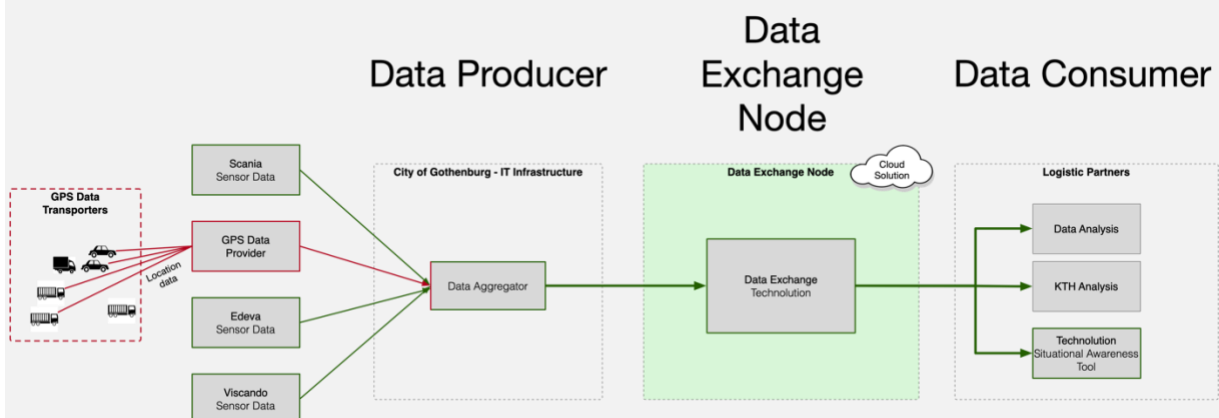 Data Producer
Data
Exchange
Node
Data Consumer
GPS Data
Transporters
Location
data
Scania
Sensor Data
GPS Data
Provider
Edeva
Sensor Data
Viscando
Sensor Data
City of Gothenburg - IT Infrastructure
Data Aggregator
Data Exchange Node
Cloud
Solution
Data Exchange
Technolution
Logistic Partners
Data Analysis
KTH Analysis
Technolution
Situational Awareness
Tool